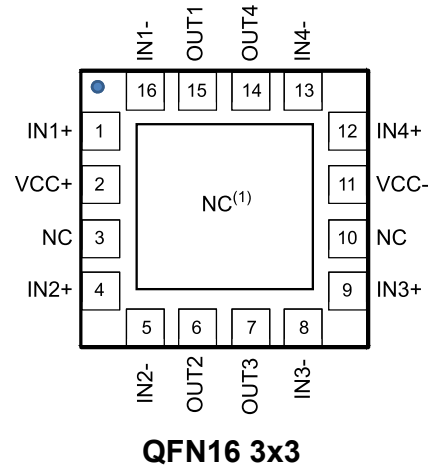 IN1-
OUT1
OUT4
IN4-
16 15 14 13
IN1+ 1 12 IN4+
VCC+ 2 11 VCC-
NC(1)
NC 3 10 NC
IN2+ 4 9 IN3+
5 6 7 8
IN2-
OUT2
OUT3
IN3-
QFN16 3x3